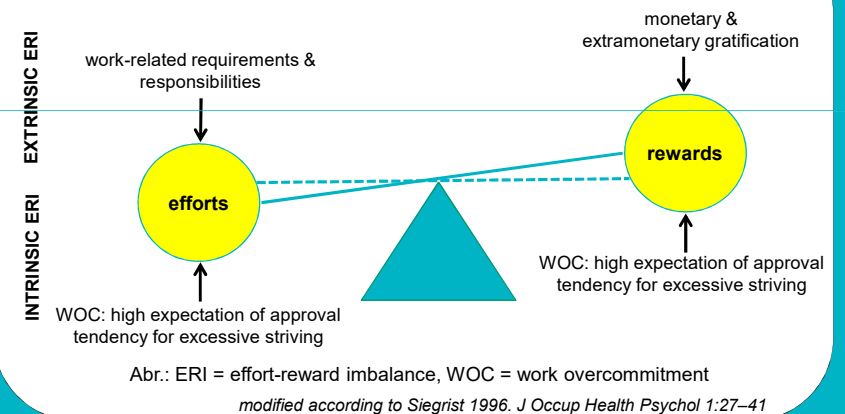 EXTRINSIC ERI
INTRINSIC ERI
work-related requirements &
responsibilities
efforts
WOC: high expectation of approval
tendency for excessive striving
monetary &
extramonetary gratification
rewards
WOC: high expectation of approval
tendency for excessive striving
Abr.: ERI = effort-reward imbalance, WOC = work overcommitment
modified according to Siegrist 1996. J Occup Health Psychol 1:27–41